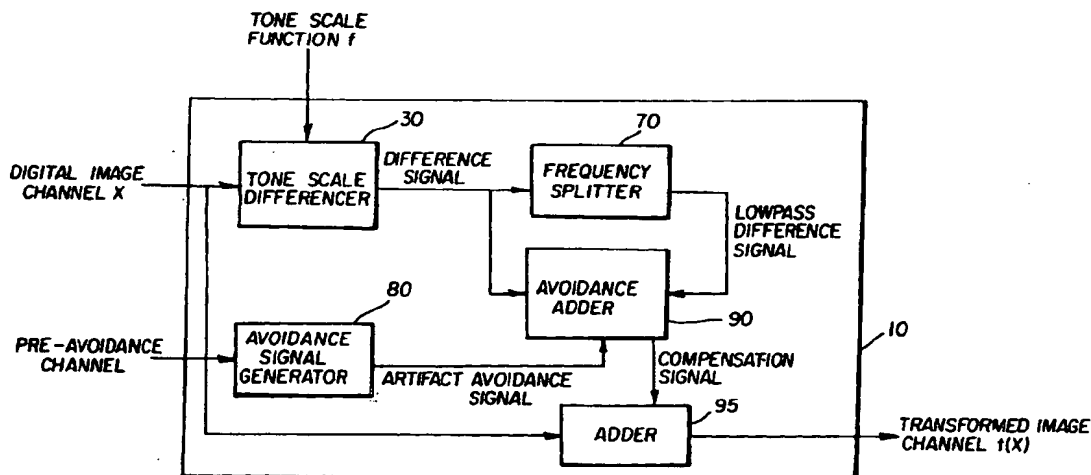 TONE SCALE
FUNCTION f
30
70
DIGITAL IMAGE
CHANNEL X
TONE SCALE
DIFFERENCER
DIFFERENCE
SIGNAL
FREQUENCY
SPLITTER
LOWPASS
DIFFERENCE
SIGNAL
AVOIDANCE
ADDER
90
10
80
PRE-AVOIDANCE
CHANNEL
AVOIDANCE
SIGNAL
GENERATOR
ARTIFACT AVOIDANCE
SIGNAL
COMPENSATION
SIGNAL
95
ADDER
TRANSFORMED IMAGE
CHANNEL t(X)